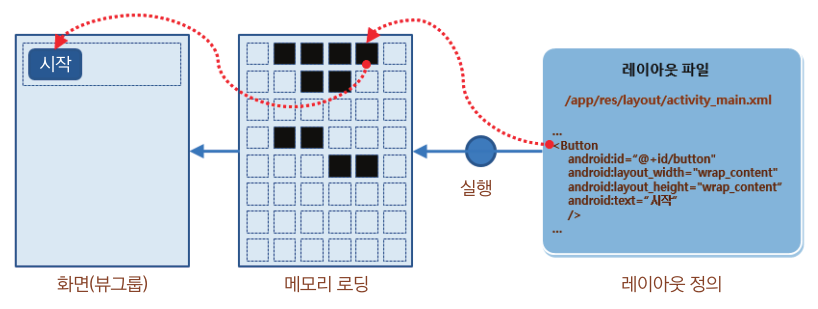 시작
화면(뷰그룹)
메모리 로딩
실행
레이아웃 파일
/app/res/layout/activity_main.xml
...
<Button
android:id="@+id/button"
android:layout_width="wrap_content"
android:layout_height="wrap_content"
android:text="시작"
/>
...
레이아웃 정의